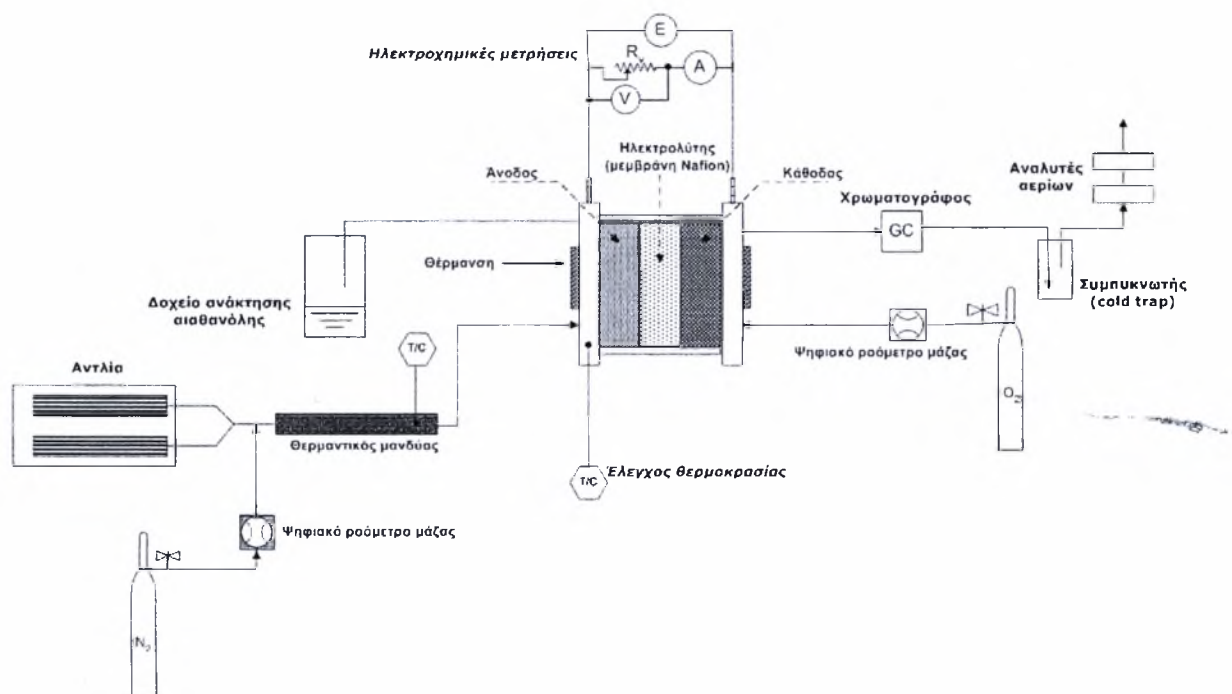 E
Ηλεκτροχημικές μετρήσεις
R
A
V
Ηλεκτρολύτης
(μεμβράνη Nafion)
Άνοδος
Κάθοδος
Αναλυτές
αερίων
Χρωματογράφος
GC
Θέρμανση
Συμπυκνωτής
(cold trap)
Δοχείο ανάκτησης
αιαθανόλης
T/C
Ψηφιακό ροόμετρο μάζας
O2
Αντλία
Θερμαντικός μανδύας
T/C
Έλεγχος θερμοκρασίας
Ψηφιακό ροόμετρο μάζας
N2